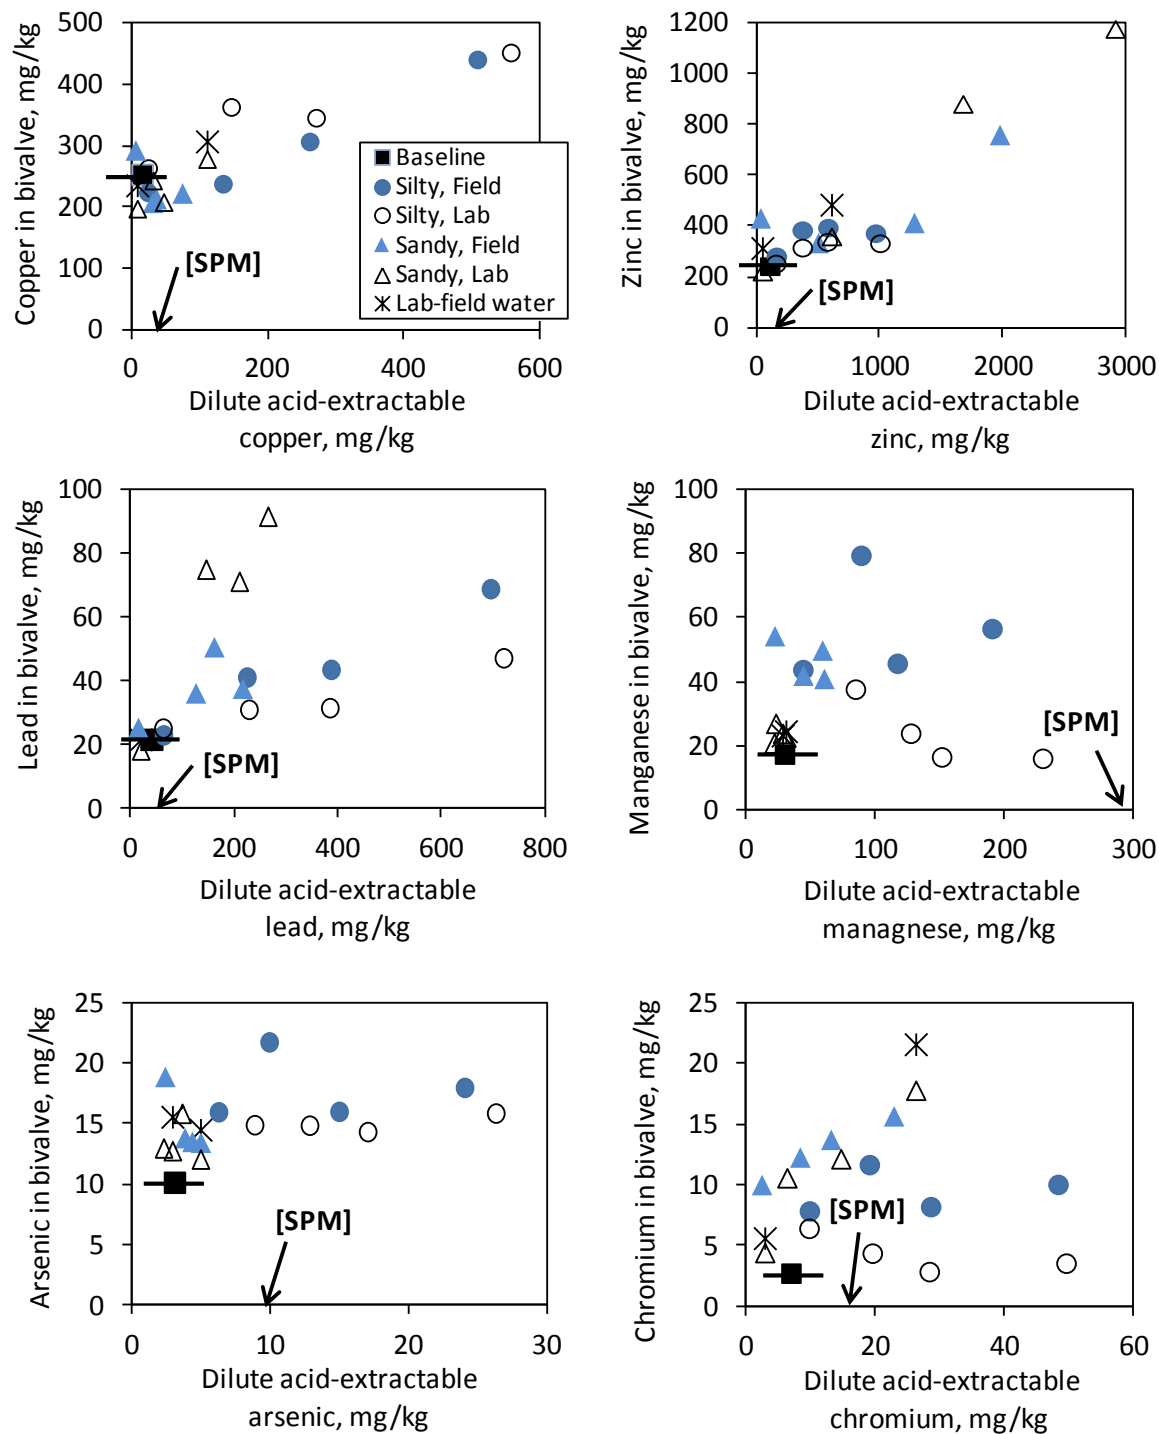 Copper in bivalve, mg/kg
500
400
300
200
100
0
0
200
400
600
Baseline
Silty, Field
Silty, Lab
Sandy, Field
Sandy, Lab
Lab-field water
[SPM]
Dilute acid-extractable
copper, mg/kg
Zinc in bivalve, mg/kg
1200
1000
800
600
400
200
0
0
1000
2000
3000
[SPM]
Dilute acid-extractable
zinc, mg/kg
Lead in bivalve, mg/kg
100
80
60
40
20
0
0
200
400
600
800
[SPM]
Dilute acid-extractable
lead, mg/kg
Manganese in bivalve, mg/kg
100
80
60
40
20
0
0
100
200
300
[SPM]
Dilute acid-extractable
managnese, mg/kg
Arsenic in bivalve, mg/kg
25
20
15
10
5
0
0
10
20
30
[SPM]
Dilute acid-extractable
arsenic, mg/kg
Chromium in bivalve, mg/kg
25
20
15
10
5
0
0
20
40
60
[SPM]
Dilute acid-extractable
chromium, mg/kg